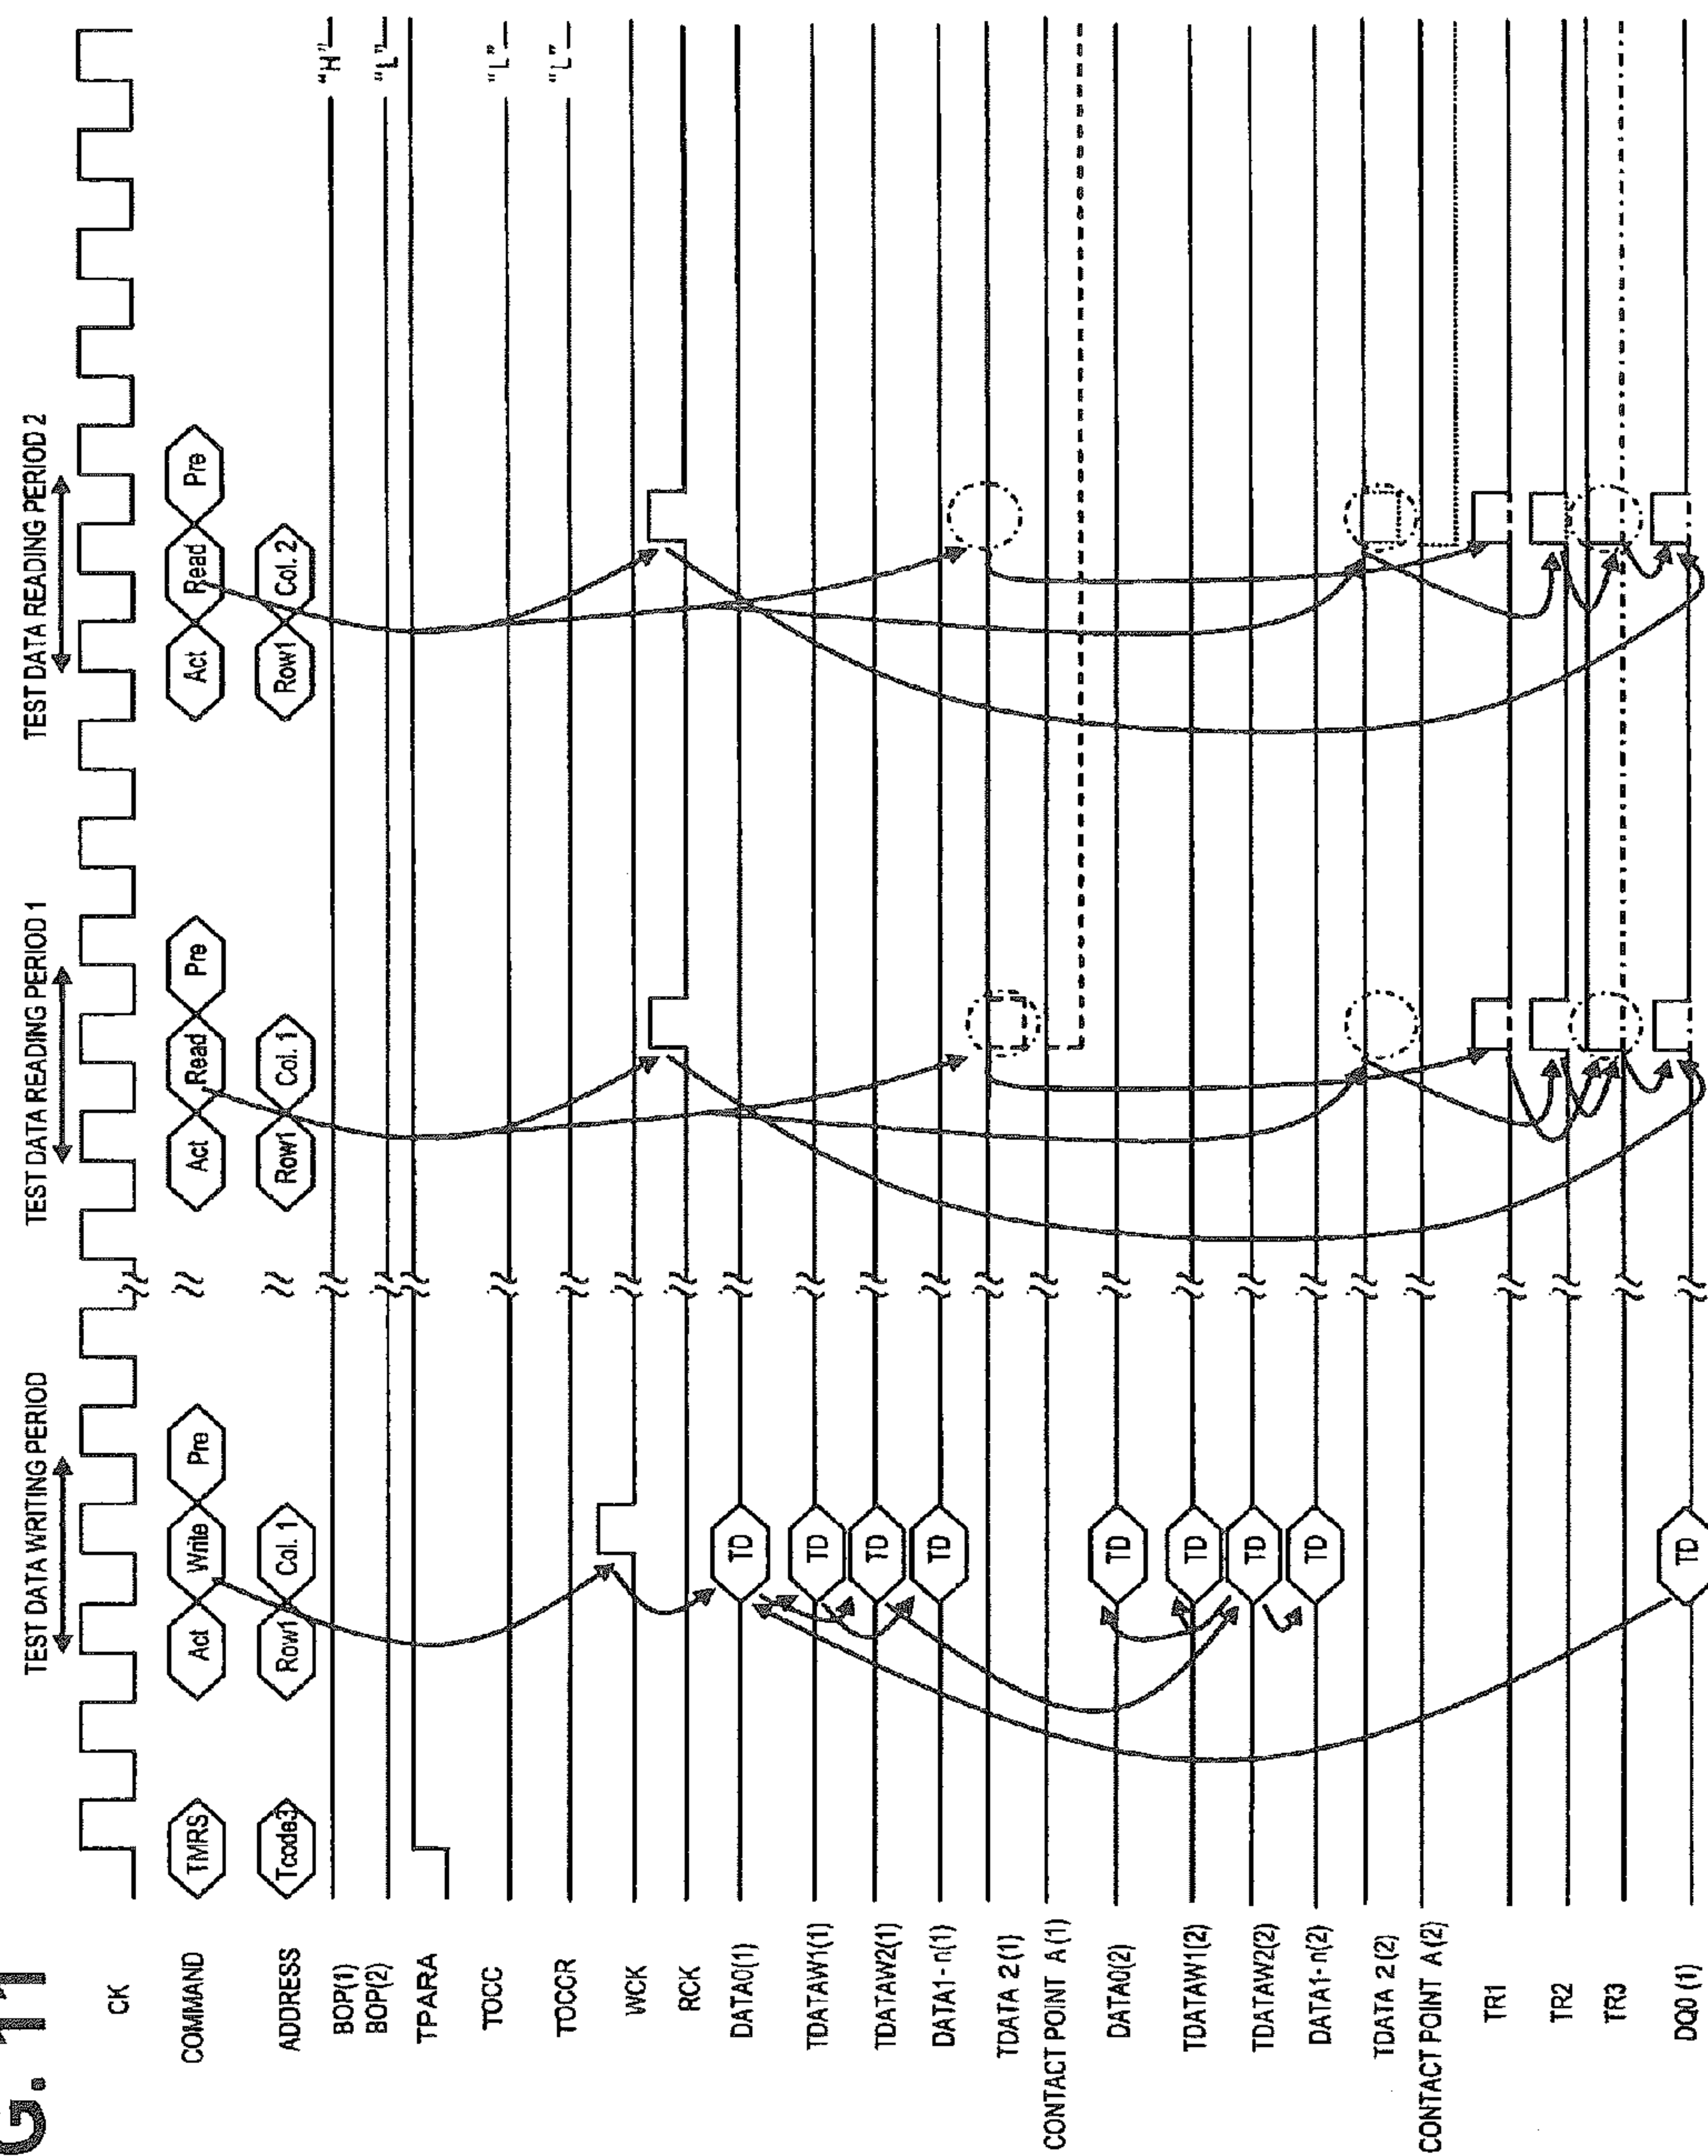 G. 11
TEST DATA WRITING PERIOD TEST DATA READING PERIOD 1 TEST DATA READING PERIOD 2
CK
COMMAND TMRS Act Write Pre Act Read Pre Act Read Pre
ADDRESS Tcode3 Row1 Col. 1 Row1 Col. 1 Row1 Col. 2
BOP(1) "H"
BOP(2) "L"
TPARA
TOCC "L"
TOCCR "L"
WCK
RCK
DATA0(1) TD
TDATAW1(1) TD
TDATAW2(1) TD
DATA1-n(1) TD
TDATA 2(1)
CONTACT POINT A(1)
DATA0(2) TD
TDATAW1(2) TD
TDATAW2(2) TD
DATA1-n(2) TD
TDATA 2(2)
CONTACT POINT A(2)
TR1
TR2
TR3
DQ0 (1) TD